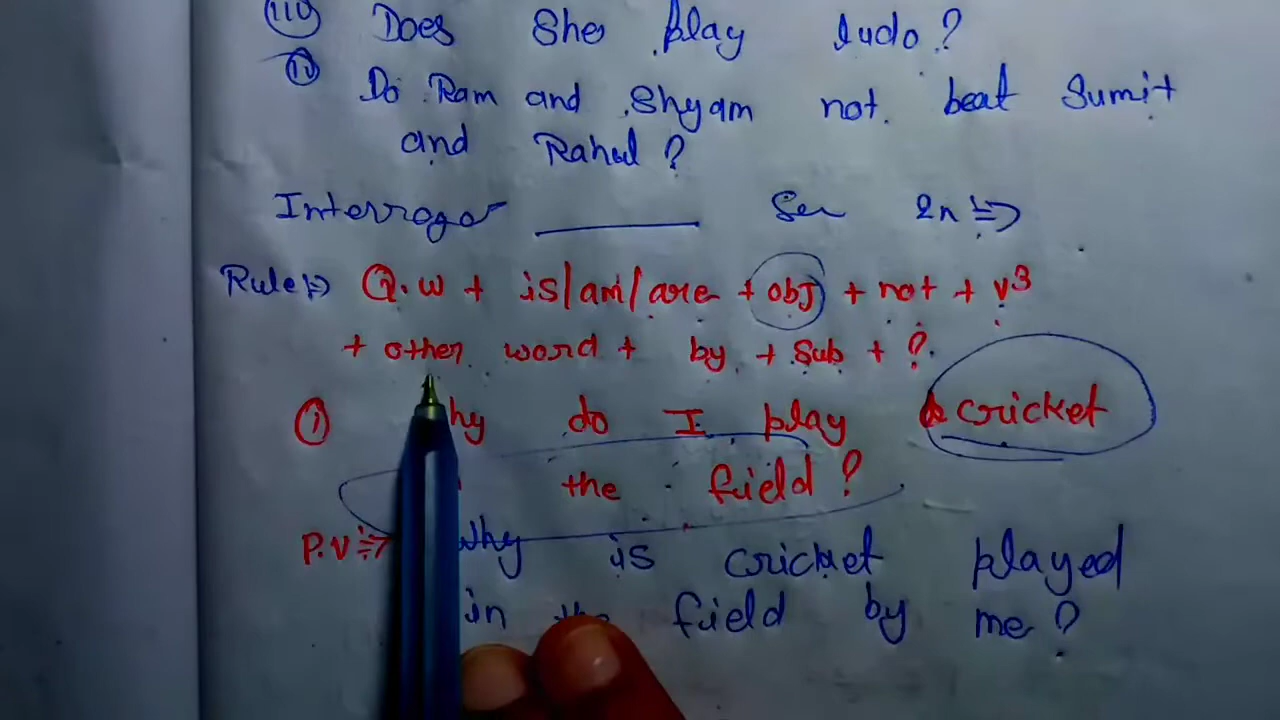 (iii) Does She play ludo?
(iv) Do Ram and Shyam not beat Sumit
and Rahul?
Interrogat ——— Sen 2n ⇒
Rule:⇒ Q.w + is/am/are + obj + not + v3
+ other word + by + Sub + ?
(1) hy do I play cricket
the field?
P.V:⇒ why is cricket played
in the field by me?